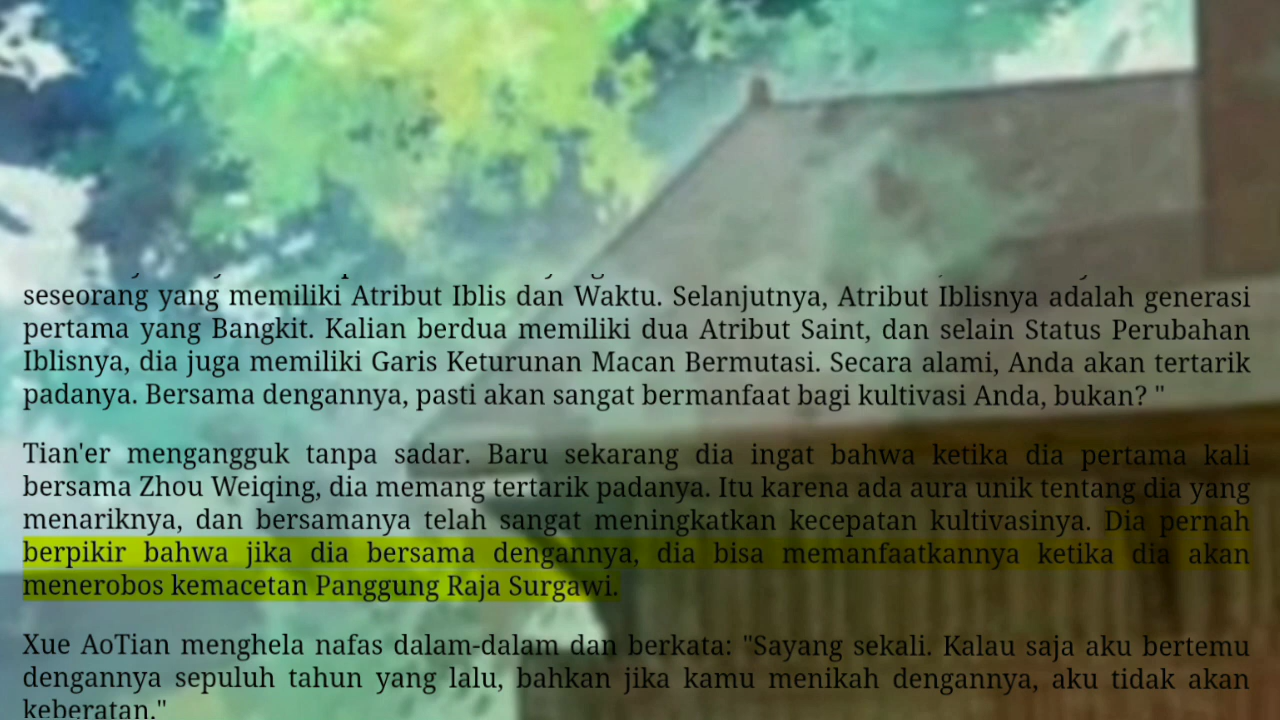 seseorang yang memiliki Atribut Iblis dan Waktu. Selanjutnya, Atribut Iblisnya adalah generasi
pertama yang Bangkit. Kalian berdua memiliki dua Atribut Saint, dan selain Status Perubahan
Iblisnya, dia juga memiliki Garis Keturunan Macan Bermutasi. Secara alami, Anda akan tertarik
padanya. Bersama dengannya, pasti akan sangat bermanfaat bagi kultivasi Anda, bukan? "
Tian'er mengangguk tanpa sadar. Baru sekarang dia ingat bahwa ketika dia pertama kali
bersama Zhou Weiqing, dia memang tertarik padanya. Itu karena ada aura unik tentang dia yang
menariknya, dan bersamanya telah sangat meningkatkan kecepatan kultivasinya. Dia pernah
berpikir bahwa jika dia bersama dengannya, dia bisa memanfaatkannya ketika dia akan
menerobos kemacetan Panggung Raja Surgawi.
Xue AoTian menghela nafas dalam-dalam dan berkata: "Sayang sekali. Kalau saja aku bertemu
dengannya sepuluh tahun yang lalu, bahkan jika kamu menikah dengannya, aku tidak akan
keberatan."